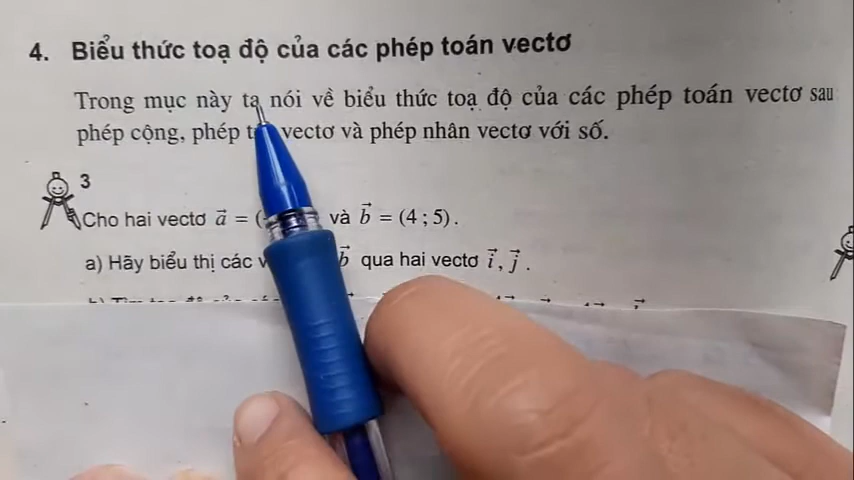 4. Biểu thức toạ độ của các phép toán vectơ
Trong mục này ta nói về biểu thức toạ độ của các phép toán vectơ sau
phép cộng, phép t vectơ và phép nhân vectơ với số.
3
Cho hai vectơ a⃗ = ( và b⃗ = (4 ; 5) .
a) Hãy biểu thị các v b⃗ qua hai vectơ i⃗, j⃗ .